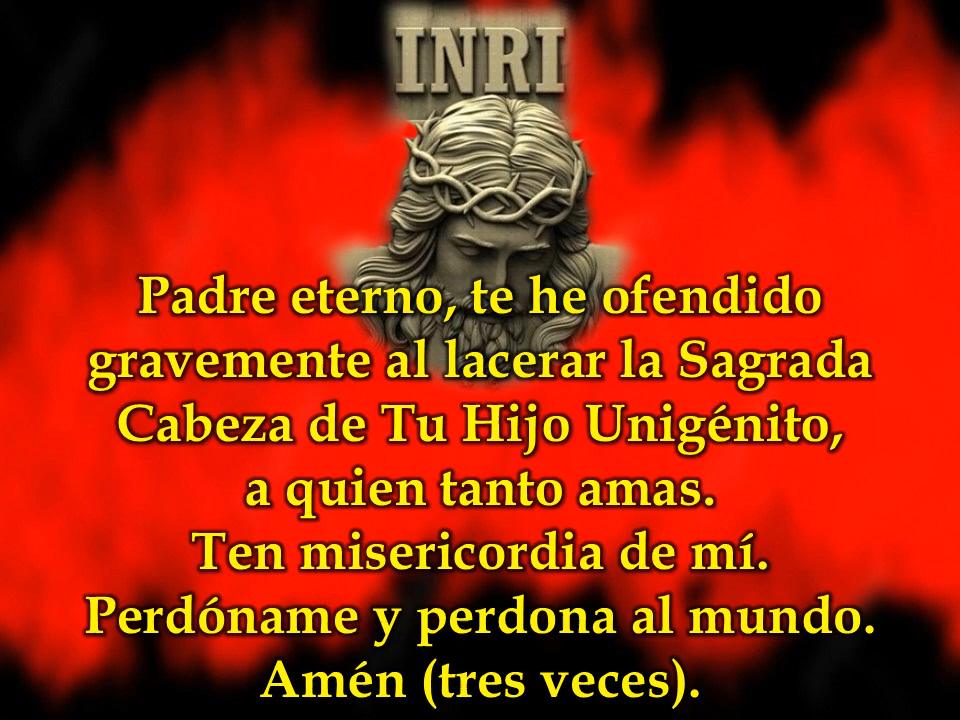 INRI
Padre eterno, te he ofendido
gravemente al lacerar la Sagrada
Cabeza de Tu Hijo Unigénito,
a quien tanto amas.
Ten misericordia de mí.
Perdóname y perdona al mundo.
Amén (tres veces).